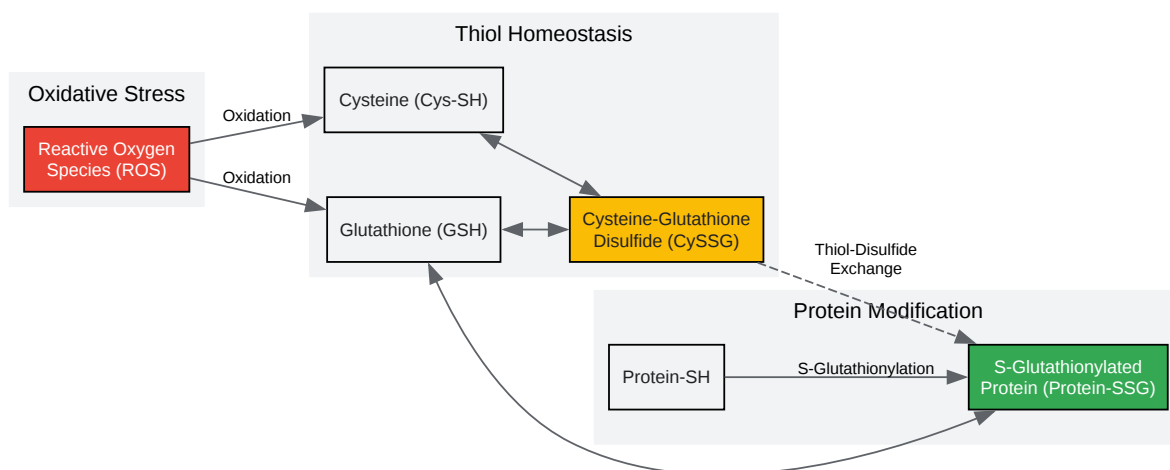 Thiol Homeostasis
Oxidative Stress
Cysteine (Cys-SH)
Oxidation
Reactive Oxygen
Species (ROS)
Oxidation
Glutathione (GSH)
Cysteine-Glutathione
Disulfide (CySSG)
Thiol-Disulfide
Exchange
Protein Modification
Protein-SH
S-Glutathionylation
S-Glutathionylated
Protein (Protein-SSG)